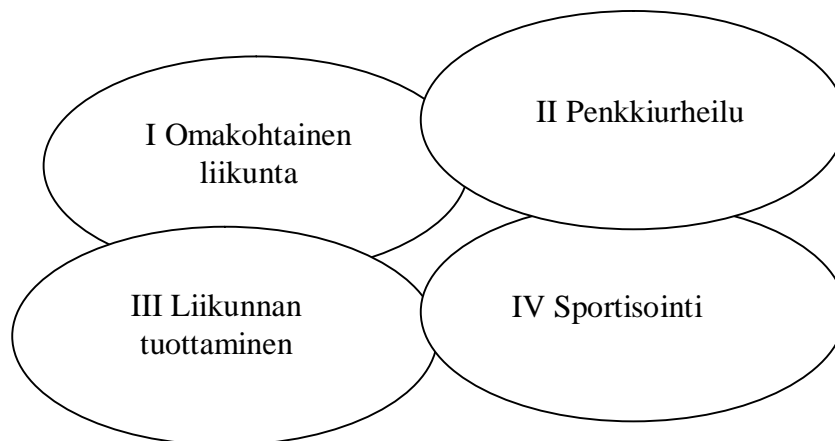 I Omakohtainen
liikunta
II Penkkiurheilu
III Liikunnan
tuottaminen
IV Sportisointi